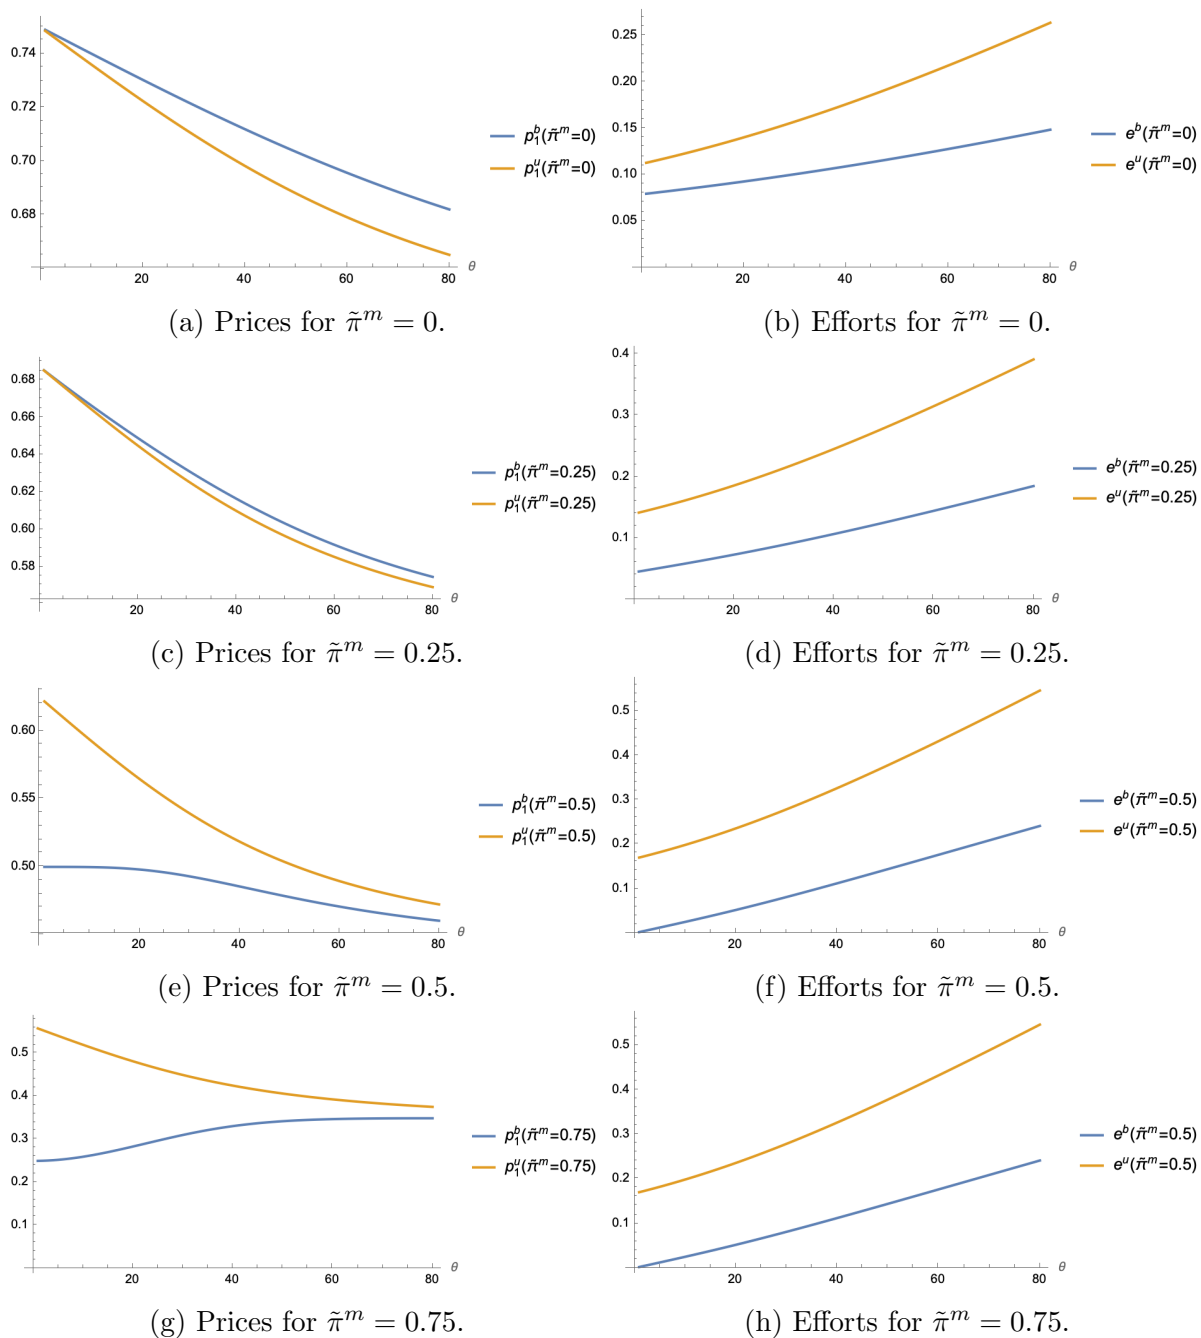 0.74
0.72
0.70
0.68
20 40 60 80
θ
p₁ᵇ(π̃ᵐ=0)
p₁ᵘ(π̃ᵐ=0)
0.25
0.20
0.15
0.10
0.05
20 40 60 80
θ
eᵇ(π̃ᵐ=0)
eᵘ(π̃ᵐ=0)
(a) Prices for π̃ᵐ = 0.
(b) Efforts for π̃ᵐ = 0.
0.68
0.66
0.64
0.62
0.60
0.58
20 40 60 80
θ
p₁ᵇ(π̃ᵐ=0.25)
p₁ᵘ(π̃ᵐ=0.25)
0.4
0.3
0.2
0.1
20 40 60 80
θ
eᵇ(π̃ᵐ=0.25)
eᵘ(π̃ᵐ=0.25)
(c) Prices for π̃ᵐ = 0.25.
(d) Efforts for π̃ᵐ = 0.25.
0.60
0.55
0.50
20 40 60 80
θ
p₁ᵇ(π̃ᵐ=0.5)
p₁ᵘ(π̃ᵐ=0.5)
0.5
0.4
0.3
0.2
0.1
20 40 60 80
θ
eᵇ(π̃ᵐ=0.5)
eᵘ(π̃ᵐ=0.5)
(e) Prices for π̃ᵐ = 0.5.
(f) Efforts for π̃ᵐ = 0.5.
0.5
0.4
0.3
0.2
0.1
20 40 60 80
θ
p₁ᵇ(π̃ᵐ=0.75)
p₁ᵘ(π̃ᵐ=0.75)
0.5
0.4
0.3
0.2
0.1
20 40 60 80
θ
eᵇ(π̃ᵐ=0.5)
eᵘ(π̃ᵐ=0.5)
(g) Prices for π̃ᵐ = 0.75.
(h) Efforts for π̃ᵐ = 0.75.